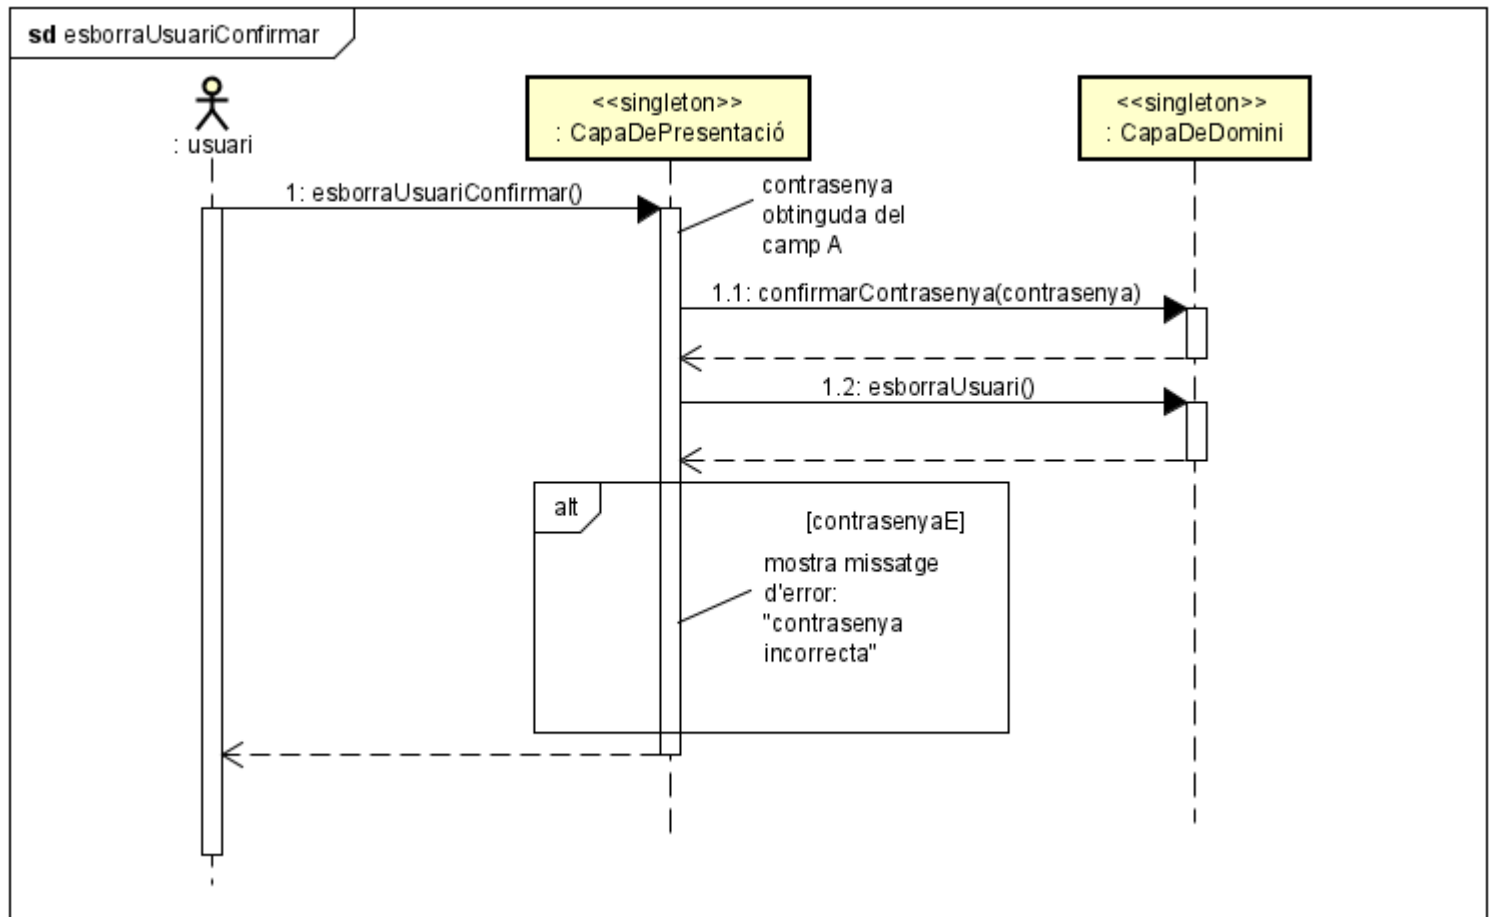 sd esborraUsuariConfirmar
: usuari
<<singleton>>
: CapaDePresentació
<<singleton>>
: CapaDeDomini
1: esborraUsuariConfirmar()
contrasenya
obtinguda del
camp A
1.1: confirmarContrasenya(contrasenya)
1.2: esborraUsuari()
alt
[contrasenyaE]
mostra missatge
d'error:
"contrasenya
incorrecta"